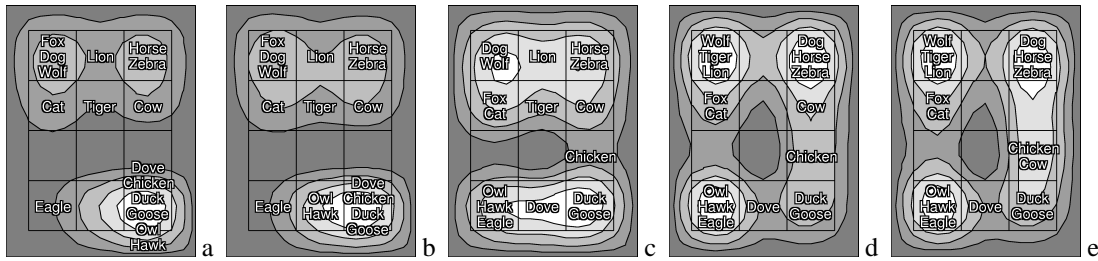 Fox
Dog
Wolf
Lion
Horse
Zebra
Cat
Tiger
Cow
Dove
Chicken
Eagle
Duck
Goose
Owl
Hawk
a
Fox
Dog
Wolf
Lion
Horse
Zebra
Cat
Tiger
Cow
Eagle
Owl
Hawk
Dove
Chicken
Duck
Goose
b
Dog
Wolf
Lion
Horse
Zebra
Fox
Cat
Tiger
Cow
Chicken
Owl
Hawk
Eagle
Dove
Duck
Goose
c
Wolf
Tiger
Lion
Dog
Horse
Zebra
Fox
Cat
Cow
Chicken
Owl
Hawk
Eagle
Dove
Duck
Goose
d
Wolf
Tiger
Lion
Dog
Horse
Zebra
Fox
Cat
Chicken
Cow
Owl
Hawk
Eagle
Dove
Duck
Goose
e